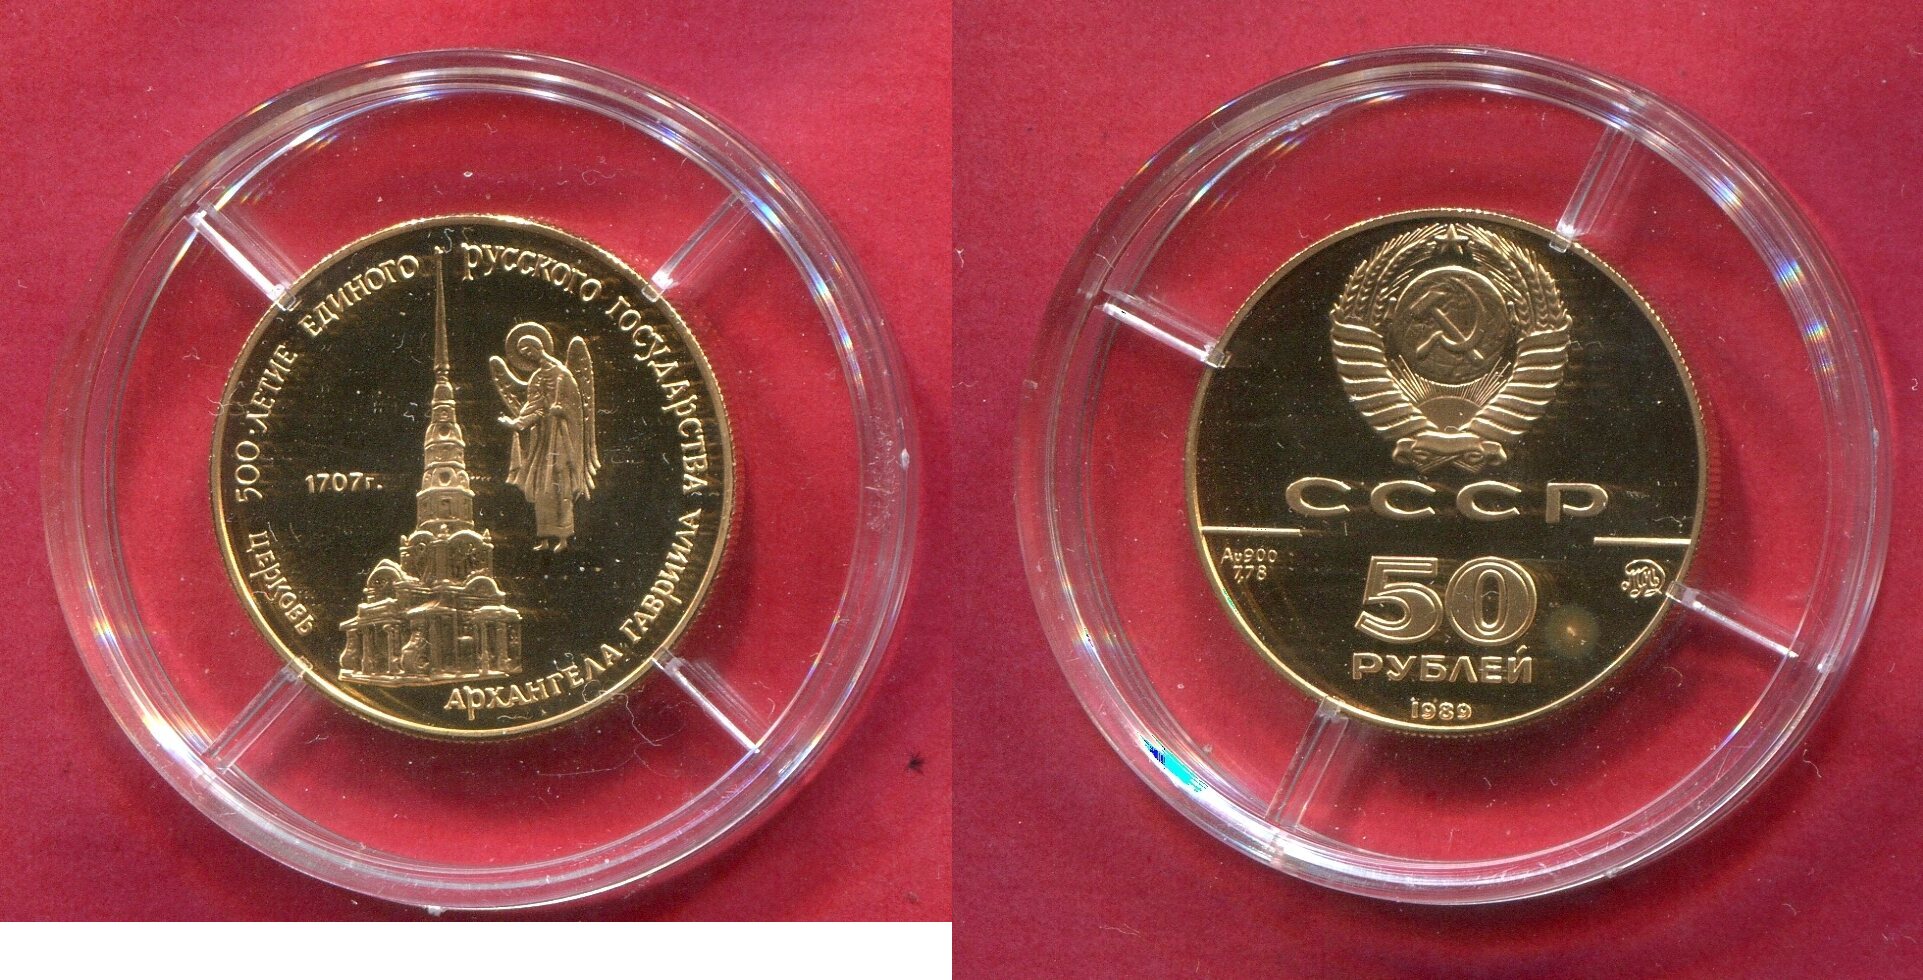 500-ЛЕТИЕ ЕДИНОГО РУССКОГО ГОСУДАРСТВА
1707г.
ЦЕРКОВЬ АРХАНГЕЛА ГАВРИИЛА
СССР
Au900
7,78
50
РУБЛЕЙ
1989